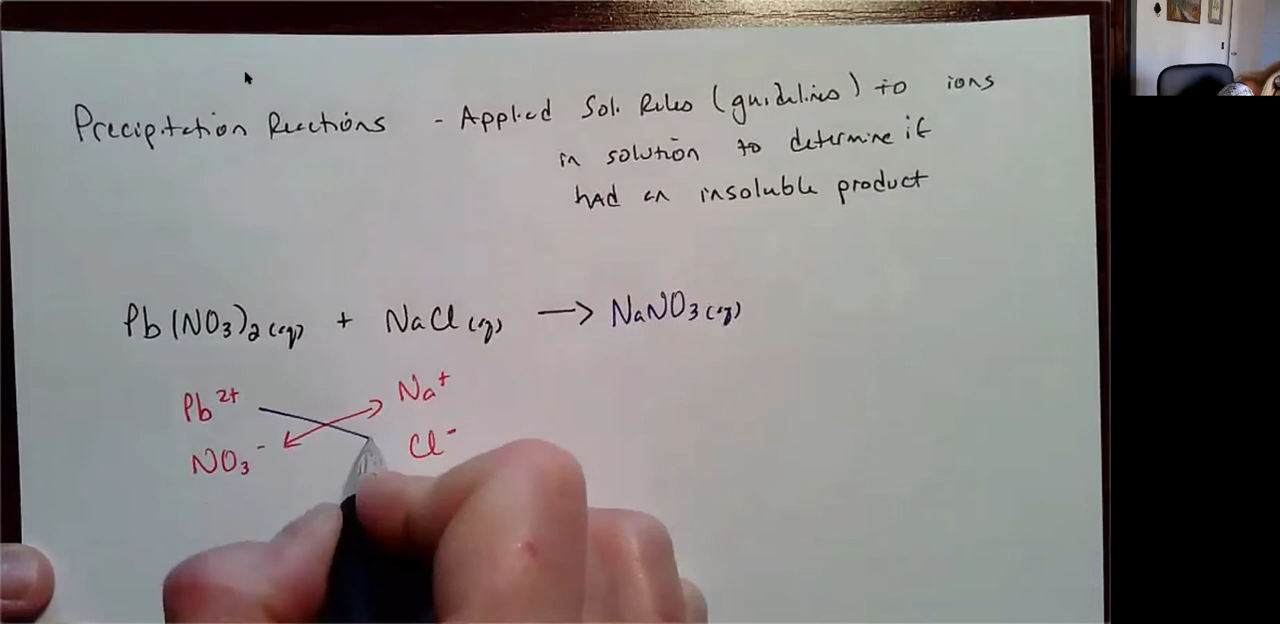 Precipitation Reactions - Applied Sol. Rules (guidelines) to ions
in solution to determine if
had an insoluble product
Pb(NO3)2(aq) + NaCl(aq) → NaNO3(aq)
Pb2+ Na+
NO3- Cl-